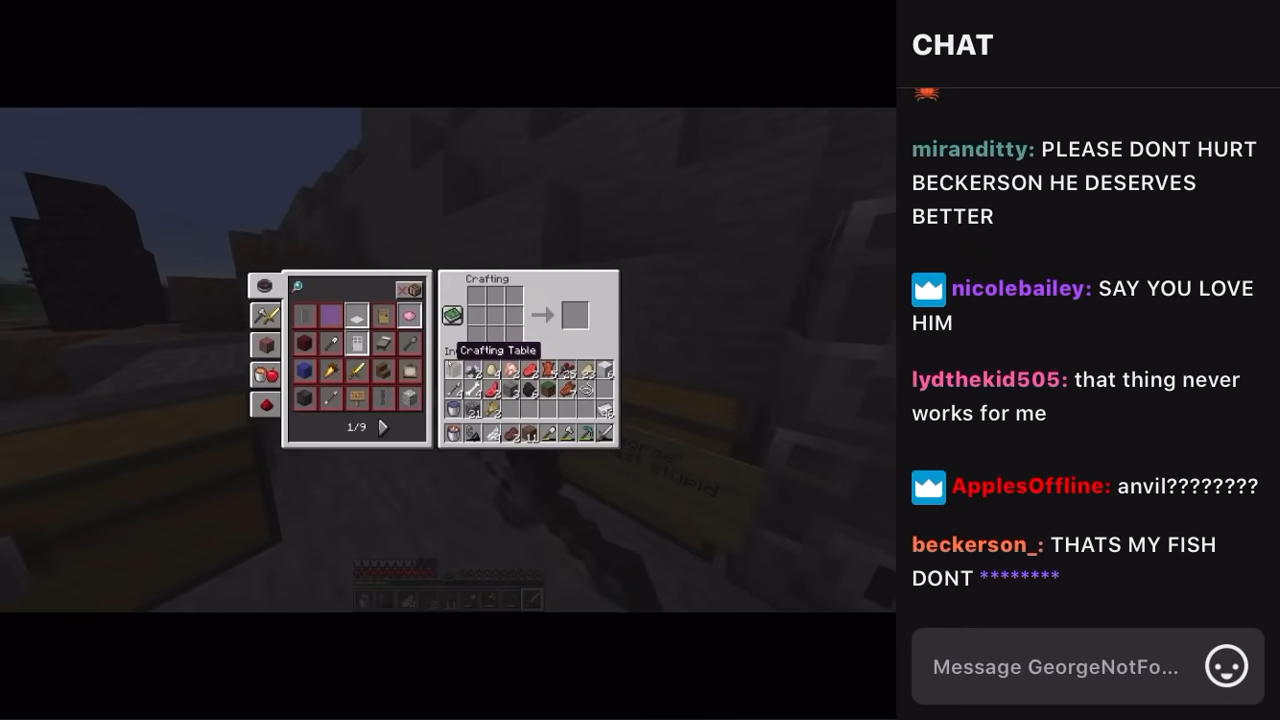 CHAT
miranditty: PLEASE DONT HURT
BECKERSON HE DESERVES
BETTER
nicolebailey: SAY YOU LOVE
HIM
lydthekid505: that thing never
works for me
ApplesOffline: anvil????????
beckerson_: THATS MY FISH
DONT ********
Message GeorgeNotFo...
Crafting
Crafting Table
1/9